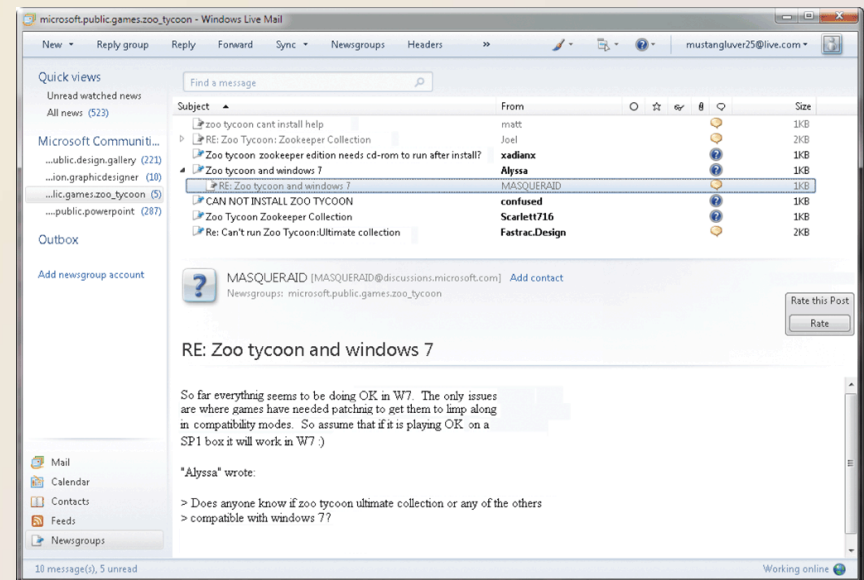 microsoft.public.games.zoo_tycoon - Windows Live Mail
New Reply group Reply Forward Sync Newsgroups Headers » mustangluver25@live.com
Quick views
Unread watched news
All news (523)
Microsoft Communiti...
...ublic.design.gallery (221)
...ion.graphicdesigner (10)
...lic.games.zoo_tycoon (5)
....public.powerpoint (287)
Outbox
Add newsgroup account
Find a message
Subject From Size
zoo tycoon cant install help matt 1KB
RE: Zoo Tycoon: Zookeeper Collection Joel 2KB
Zoo tycoon zookeeper edition needs cd-rom to run after install? xadianx 1KB
Zoo tycoon and windows 7 Alyssa 1KB
RE: Zoo tycoon and windows 7 MASQUERAID 1KB
CAN NOT INSTALL ZOO TYCOON confused 1KB
Zoo Tycoon Zookeeper Collection Scarlett716 1KB
Re: Can't run Zoo Tycoon:Ultimate collection Fastrac.Design 2KB
MASQUERAID [MASQUERAID@discussions.microsoft.com] Add contact
Newsgroups: microsoft.public.games.zoo_tycoon
Rate this Post
Rate
RE: Zoo tycoon and windows 7
So far everythnig seems to be doing OK in W7. The only issues
are where games have needed patchnig to get them to limp along
in compatibility modes. So assume that if it is playing OK on a
SP1 box it will work in W7 :)
"Alyssa" wrote:
> Does anyone know if zoo tycoon ultimate collection or any of the others
> compatible with windows 7?
Mail
Calendar
Contacts
Feeds
Newsgroups
10 message(s), 5 unread Working online